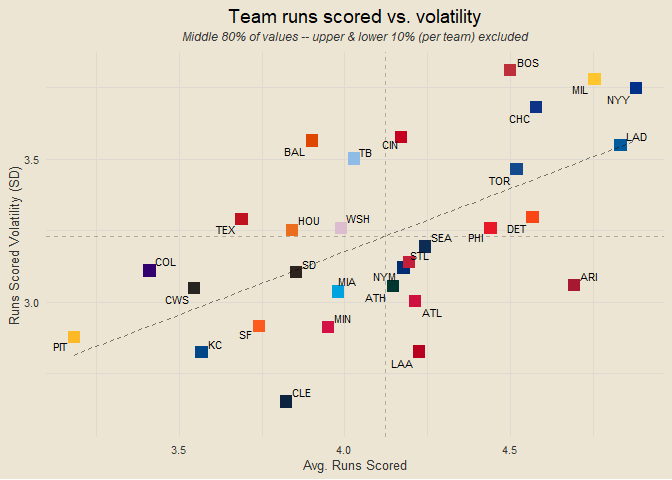 Team runs scored vs. volatility
Middle 80% of values -- upper & lower 10% (per team) excluded
BOS
MIL
NYY
CHC
LAD
CIN
BAL
TB
3.5
TOR
TEX
HOU
WSH
SEA
PHI
DET
STL
COL
SD
NYM
ARI
MIA
CWS
ATH
3.0
ATL
MIN
SF
KC
PIT
LAA
CLE
3.5
4.0
4.5
Avg. Runs Scored
Runs Scored Volatility (SD)